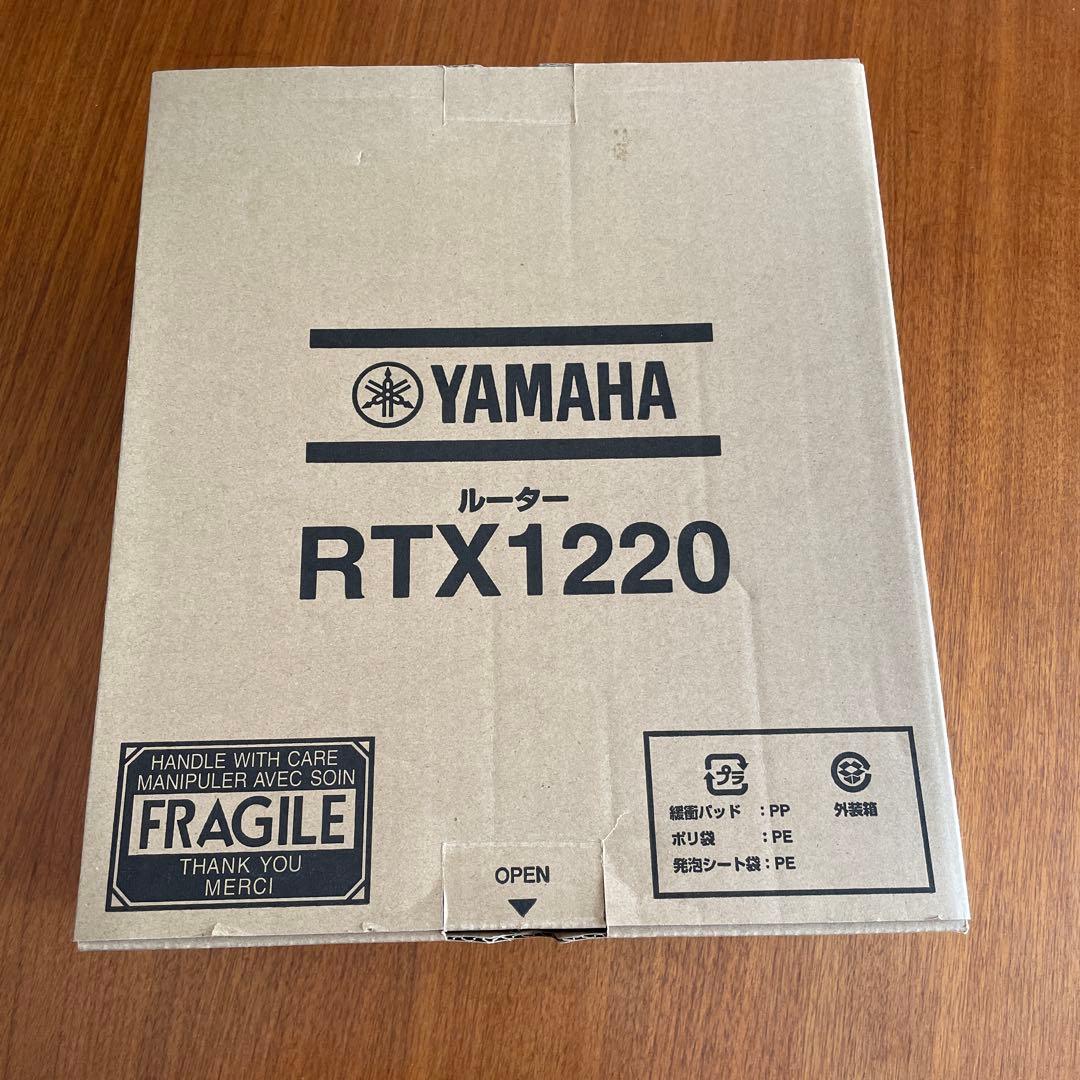 YAMAHA
ルーター
RTX1220
HANDLE WITH CARE
MANIPULER AVEC SOIN
FRAGILE
THANK YOU
MERCI
OPEN
プラ
緩衝パッド :PP
ポリ袋 :PE
発泡シート袋:PE
外装箱